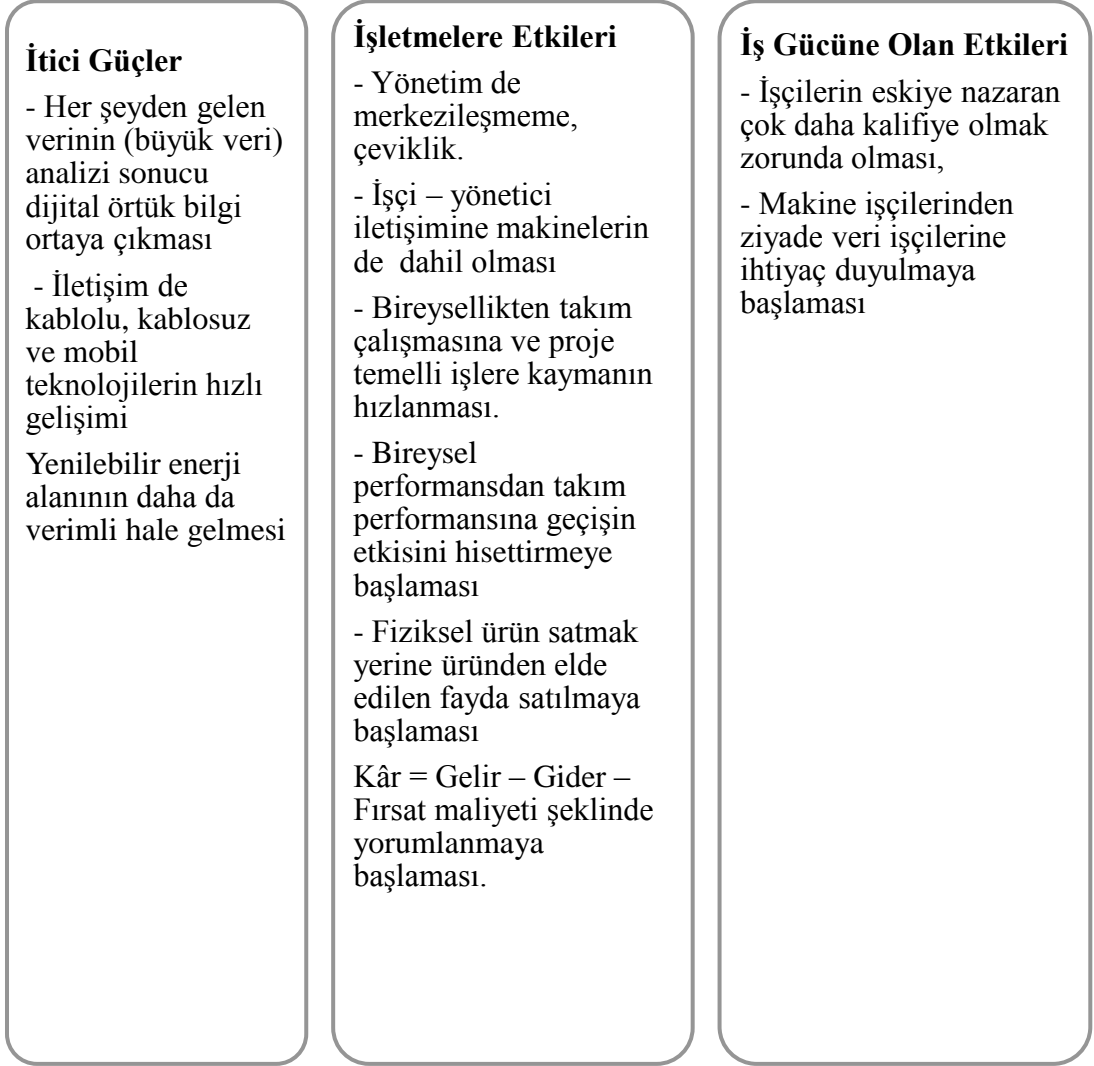 İtici Güçler
- Her şeyden gelen
verinin (büyük veri)
analizi sonucu
dijital örtük bilgi
ortaya çıkması
- İletişim de
kablolu, kablosuz
ve mobil
teknolojilerin hızlı
gelişimi
Yenilebilir enerji
alanının daha da
verimli hale gelmesi
İşletmelere Etkileri
- Yönetim de
merkezileşmeme,
çeviklik.
- İşçi – yönetici
iletişimine makinelerin
de dahil olması
- Bireysellikten takım
çalışmasına ve proje
temelli işlere kaymanın
hızlanması.
- Bireysel
performansdan takım
performansına geçişin
etkisini hisettirmeye
başlaması
- Fiziksel ürün satmak
yerine üründen elde
edilen fayda satılmaya
başlaması
Kâr = Gelir – Gider –
Fırsat maliyeti şeklinde
yorumlanmaya
başlaması.
İş Gücüne Olan Etkileri
- İşçilerin eskiye nazaran
çok daha kalifiye olmak
zorunda olması,
- Makine işçilerinden
ziyade veri işçilerine
ihtiyaç duyulmaya
başlaması